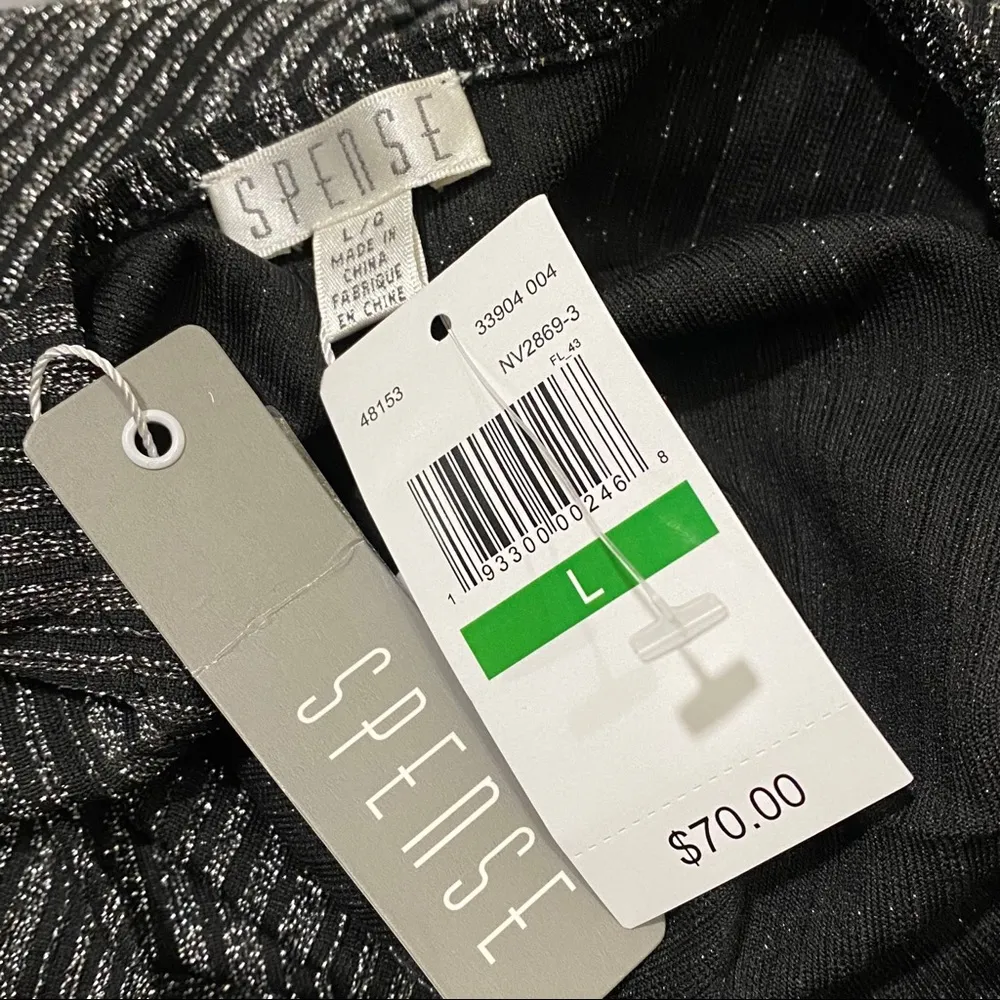 SPENSE
L/G
MADE IN
CHINA
FABRIQUE
EN CHINE
33904 004
NV2869-3
FL_43
48153
1 93300 00246 8
L
$70.00
SPENSE